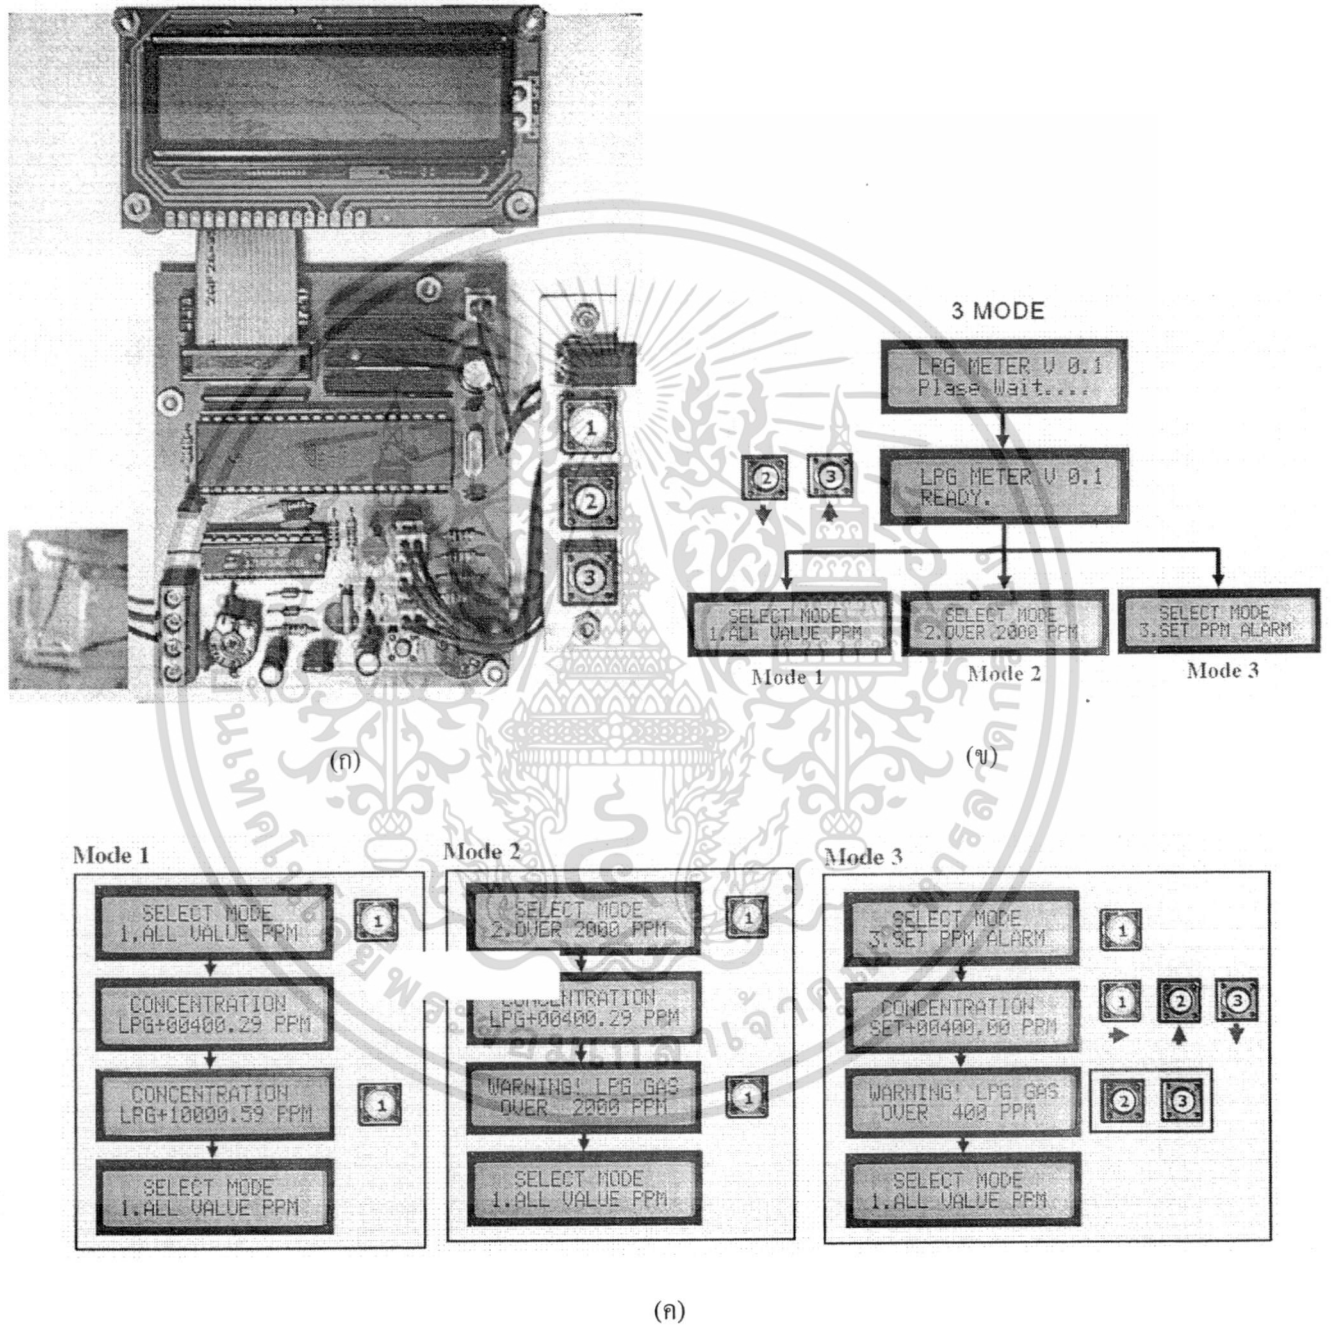 2AF26-
1
2
3
(ก)
3 MODE
LPG METER V 0.1
Plase Wait....
2
3
LPG METER V 0.1
READY.
SELECT MODE
1.ALL VALUE PPM
SELECT MODE
2.OVER 2000 PPM
SELECT MODE
3.SET PPM ALARM
Mode 1
Mode 2
Mode 3
(ข)
Mode 1
SELECT MODE
1.ALL VALUE PPM
1
CONCENTRATION
LPG+00400.29 PPM
CONCENTRATION
LPG+10000.59 PPM
1
SELECT MODE
1.ALL VALUE PPM
Mode 2
SELECT MODE
2.OVER 2000 PPM
1
CONCENTRATION
LPG+00400.29 PPM
WARNING! LPG GAS
OVER 2000 PPM
1
SELECT MODE
1.ALL VALUE PPM
Mode 3
SELECT MODE
3.SET PPM ALARM
1
CONCENTRATION
SET+00400.00 PPM
1
2
3
WARNING! LPG GAS
OVER 400 PPM
2
3
SELECT MODE
1.ALL VALUE PPM
(ค)